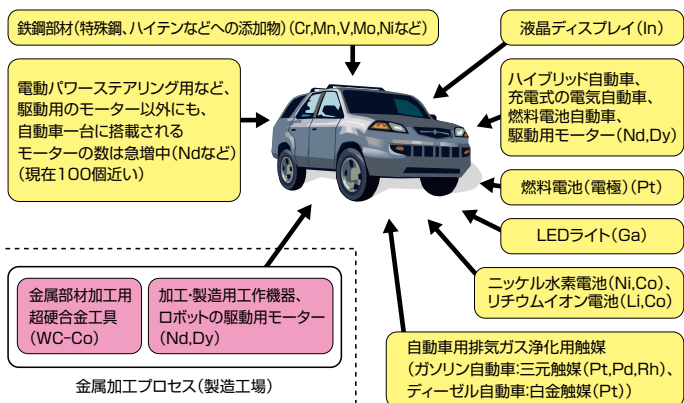 鉄鋼部材(特殊鋼、ハイテンなどへの添加物)(Cr,Mn,V,Mo,Niなど)
液晶ディスプレイ(In)
電動パワーステアリング用など、
駆動用のモーター以外にも、
自動車一台に搭載される
モーターの数は急増中(Ndなど)
(現在100個近い)
ハイブリッド自動車、
充電式の電気自動車、
燃料電池自動車、
駆動用モーター(Nd,Dy)
燃料電池(電極)(Pt)
LEDライト(Ga)
ニッケル水素電池(Ni,Co)、
リチウムイオン電池(Li,Co)
自動車用排気ガス浄化用触媒
(ガソリン自動車:三元触媒(Pt,Pd,Rh)、
ディーゼル自動車:白金触媒(Pt))
金属部材加工用
超硬合金工具
(WC-Co)
加工・製造用工作機器、
ロボットの駆動用モーター
(Nd,Dy)
金属加工プロセス(製造工場)